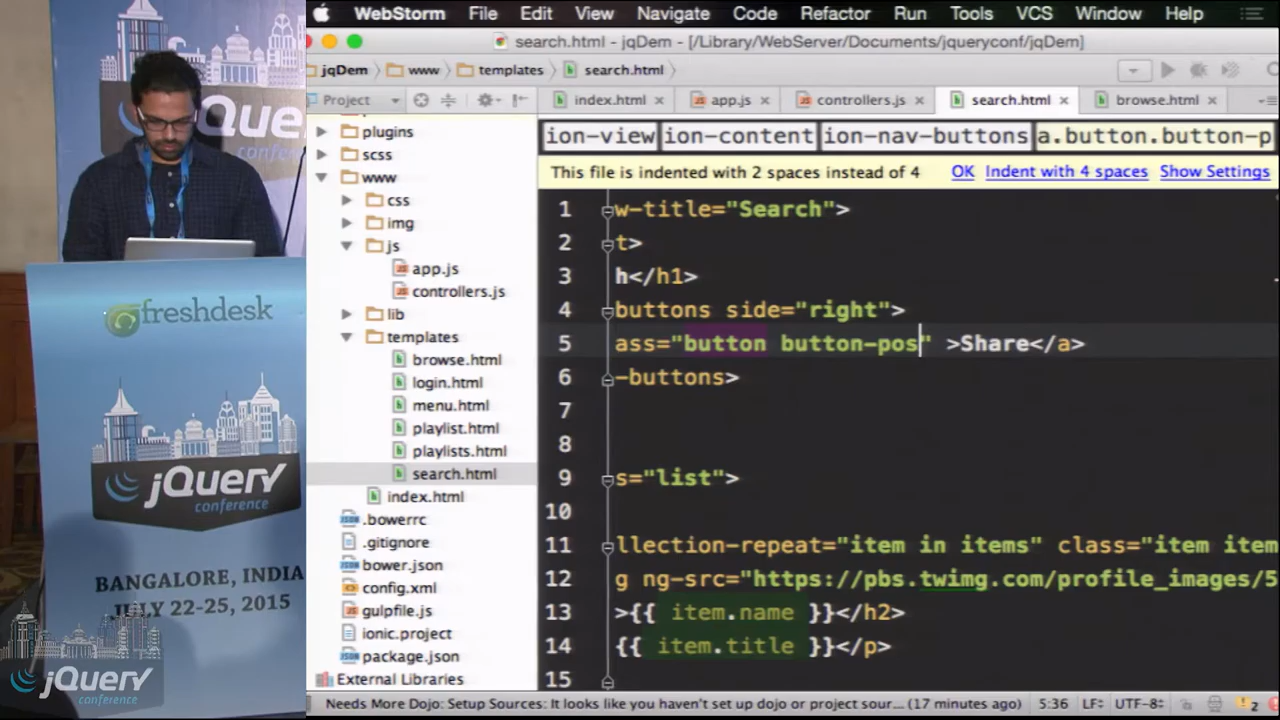 WebStorm File Edit View Navigate Code Refactor Run Tools VCS Window Help
search.html - jqDem - [/Library/WebServer/Documents/jqueryconf/jqDem]
jqDem www templates search.html
Project
index.html app.js controllers.js search.html browse.html
plugins
scss
www
css
img
js
app.js
controllers.js
lib
templates
browse.html
login.html
menu.html
playlist.html
playlists.html
search.html
index.html
.bowerrc
.gitignore
bower.json
config.xml
gulpfile.js
ionic.project
package.json
External Libraries
ion-view ion-content ion-nav-buttons a.button.button-p
This file is indented with 2 spaces instead of 4 OK Indent with 4 spaces Show Settings
1 w-title="Search">
2 t>
3 h</h1>
4 buttons side="right">
5 ass="button button-pos" >Share</a>
6 -buttons>
7
8
9 s="list">
10
11 llection-repeat="item in items" class="item item
12 g ng-src="https://pbs.twimg.com/profile_images/5
13 >{{ item.name }}</h2>
14 {{ item.title }}</p>
15
Needs More Dojo: Setup Sources: It looks like you haven't set up dojo or project sour... (17 minutes ago) 5:36 LF÷ UTF-8÷ 2
freshdesk
jQuery
conference
BANGALORE, INDIA
JULY 22-25, 2015
jQuery
conference